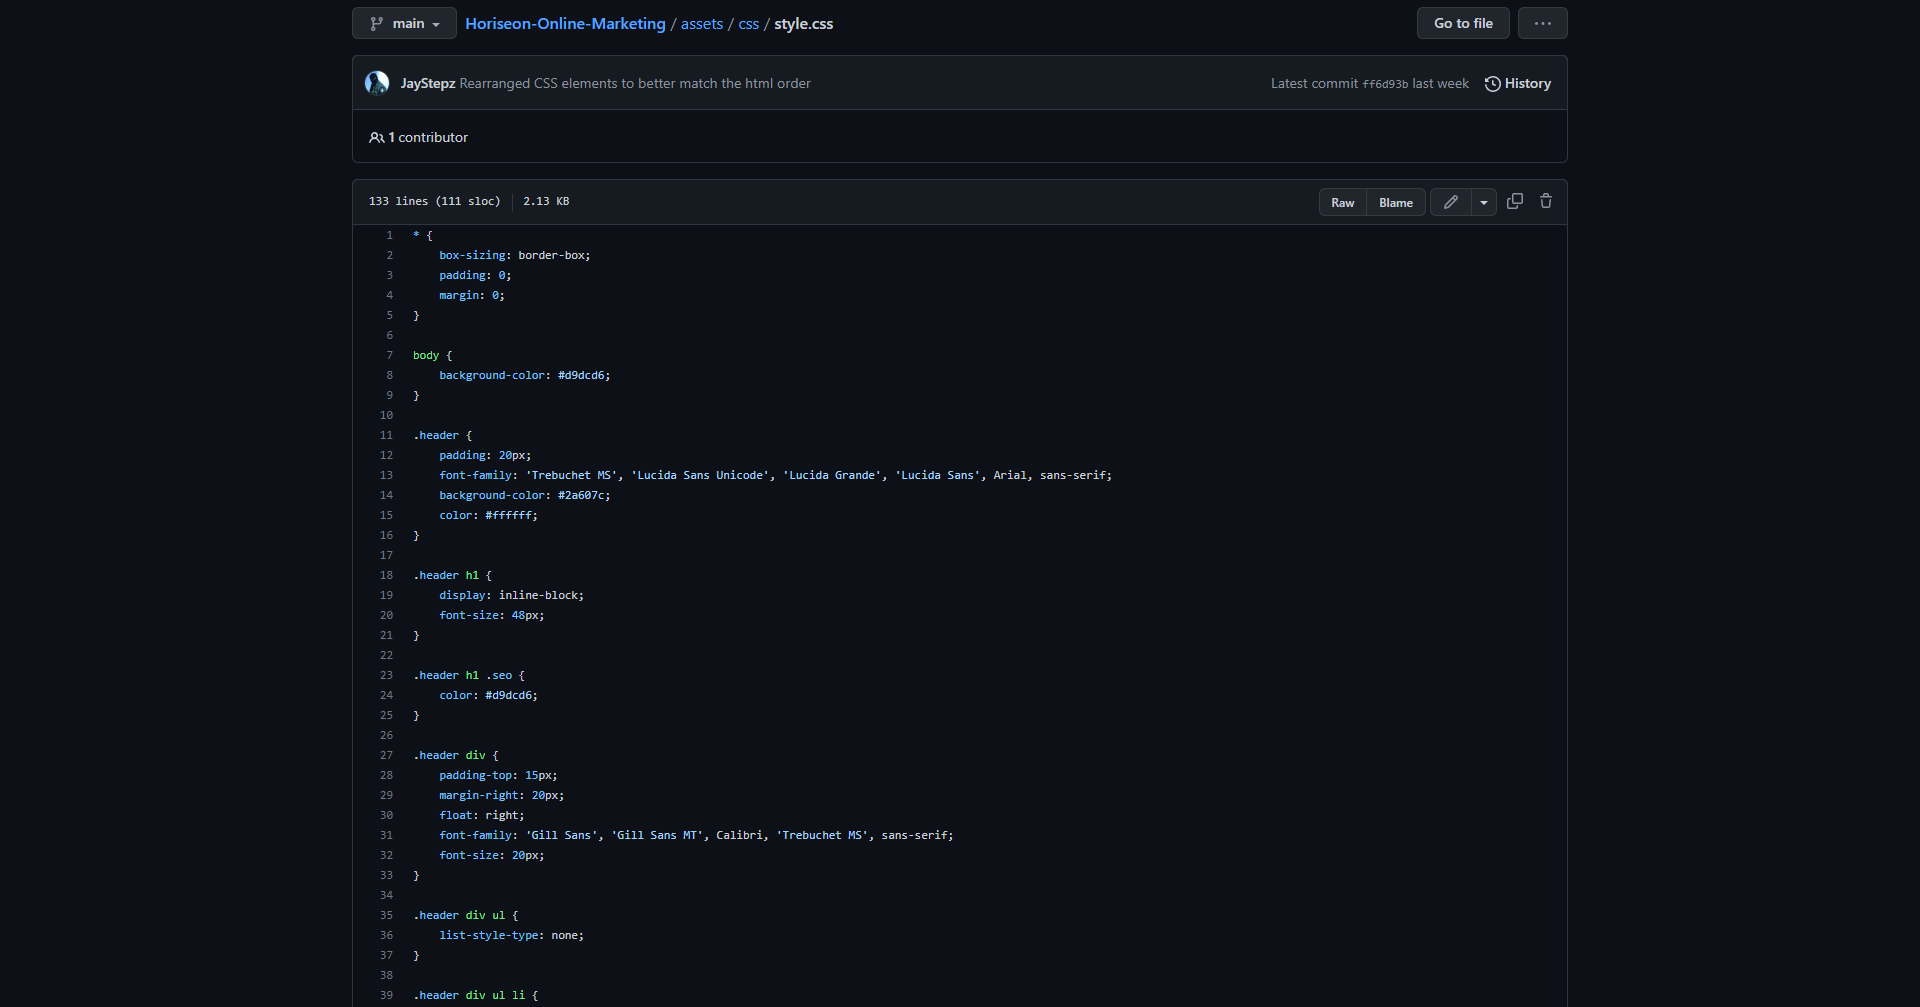 main Horiseon-Online-Marketing / assets / css / style.css Go to file ...
JayStepz Rearranged CSS elements to better match the html order Latest commit ff6d93b last week History
1 contributor
133 lines (111 sloc) 2.13 KB Raw Blame
1 * {
2     box-sizing: border-box;
3     padding: 0;
4     margin: 0;
5 }
6
7 body {
8     background-color: #d9dcd6;
9 }
10
11 .header {
12     padding: 20px;
13     font-family: 'Trebuchet MS', 'Lucida Sans Unicode', 'Lucida Grande', 'Lucida Sans', Arial, sans-serif;
14     background-color: #2a607c;
15     color: #ffffff;
16 }
17
18 .header h1 {
19     display: inline-block;
20     font-size: 48px;
21 }
22
23 .header h1 .seo {
24     color: #d9dcd6;
25 }
26
27 .header div {
28     padding-top: 15px;
29     margin-right: 20px;
30     float: right;
31     font-family: 'Gill Sans', 'Gill Sans MT', Calibri, 'Trebuchet MS', sans-serif;
32     font-size: 20px;
33 }
34
35 .header div ul {
36     list-style-type: none;
37 }
38
39 .header div ul li {